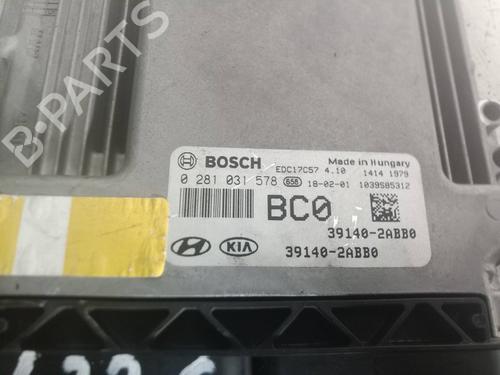 B-PARTS
BOSCH
EDC17C57 4.10
Made in Hungary
0 281 031 578 656 18-02-01
1414 1979
1039S85312
BC0
39140-2ABB0
KIA
39140-2ABB0